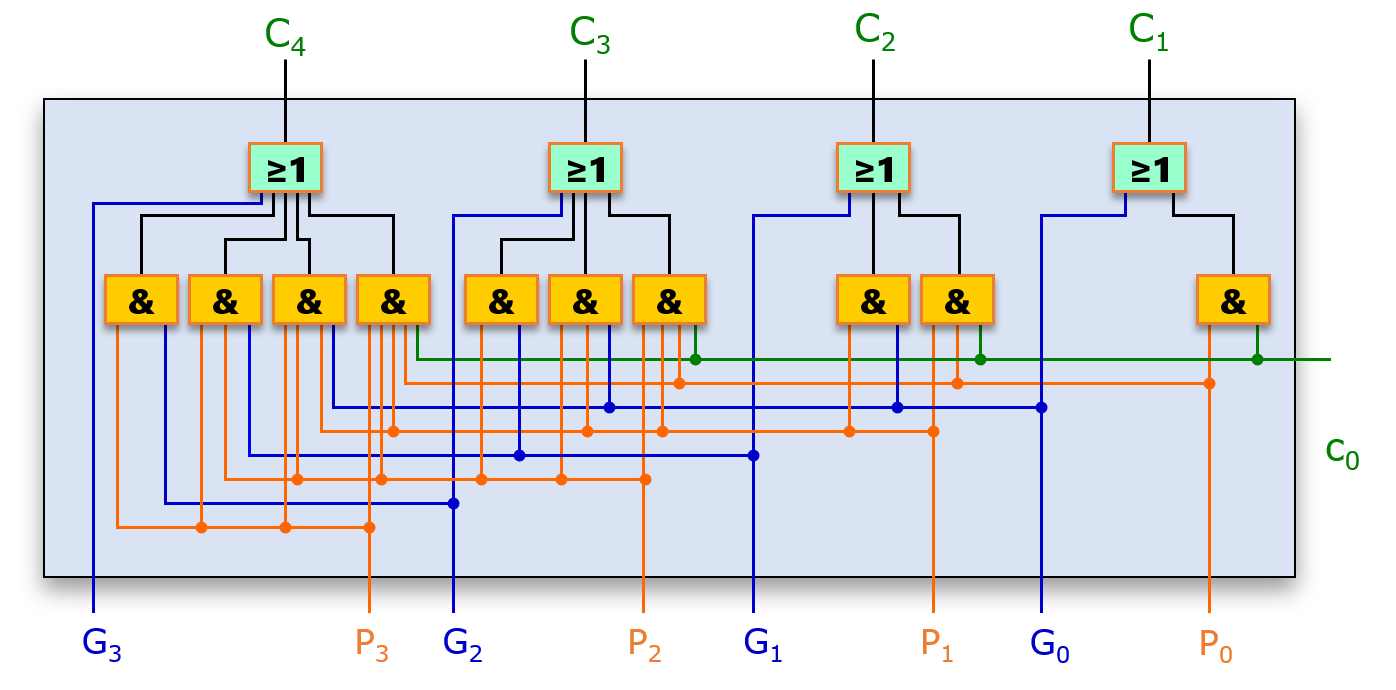 C₄ C₃ C₂ C₁
≥1 ≥1 ≥1 ≥1
& & & & & & & & & &
c₀
G₃ P₃ G₂ P₂ G₁ P₁ G₀ P₀